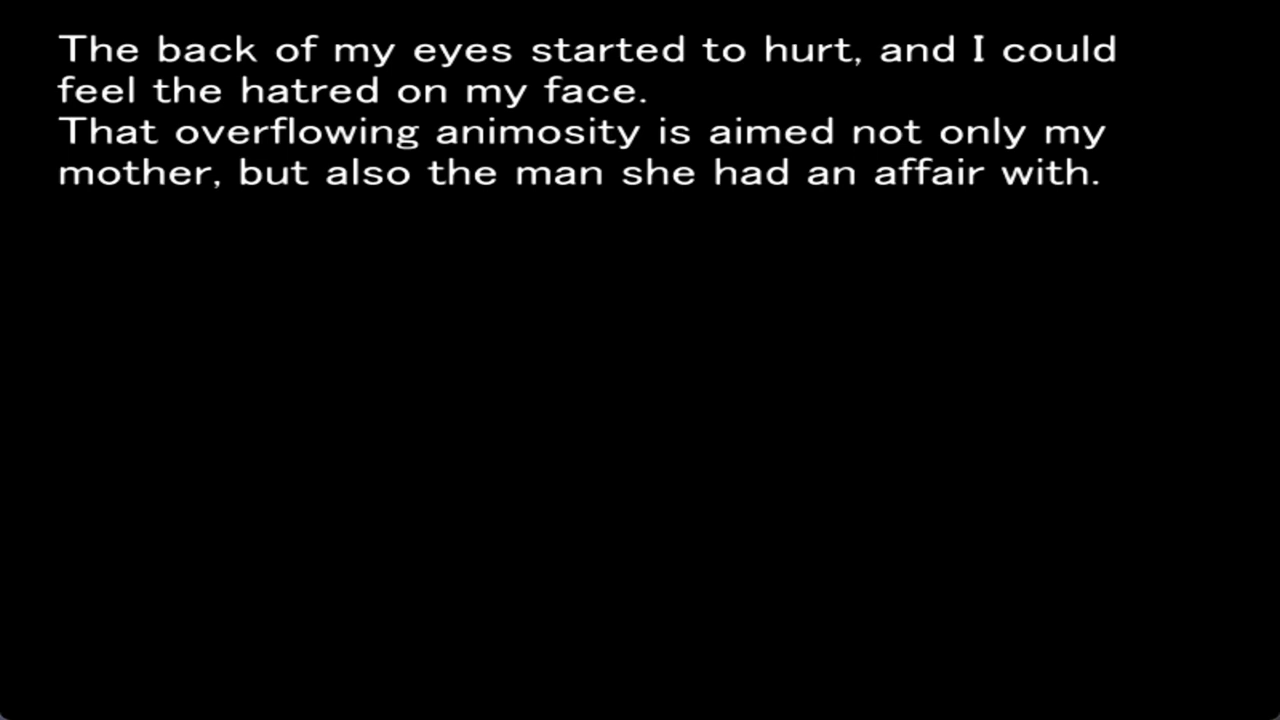 The back of my eyes started to hurt, and I could
feel the hatred on my face.
That overflowing animosity is aimed not only my
mother, but also the man she had an affair with.